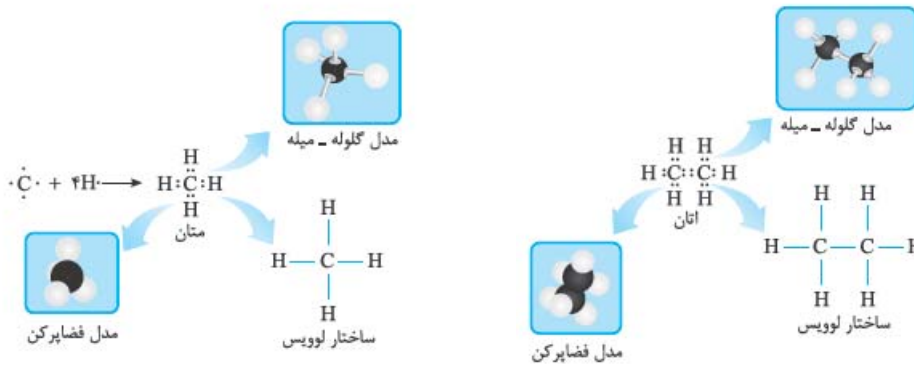 مدل گلوله ـ میله
·C· + ۴H· ⟶ H:C:H
H
H
متان
مدل فضاپرکن
H
H—C—H
H
ساختار لوویس
مدل گلوله ـ میله
H H
H:C:C:H
H H
اتان
مدل فضاپرکن
H H
H—C—C—H
H H
ساختار لوویس